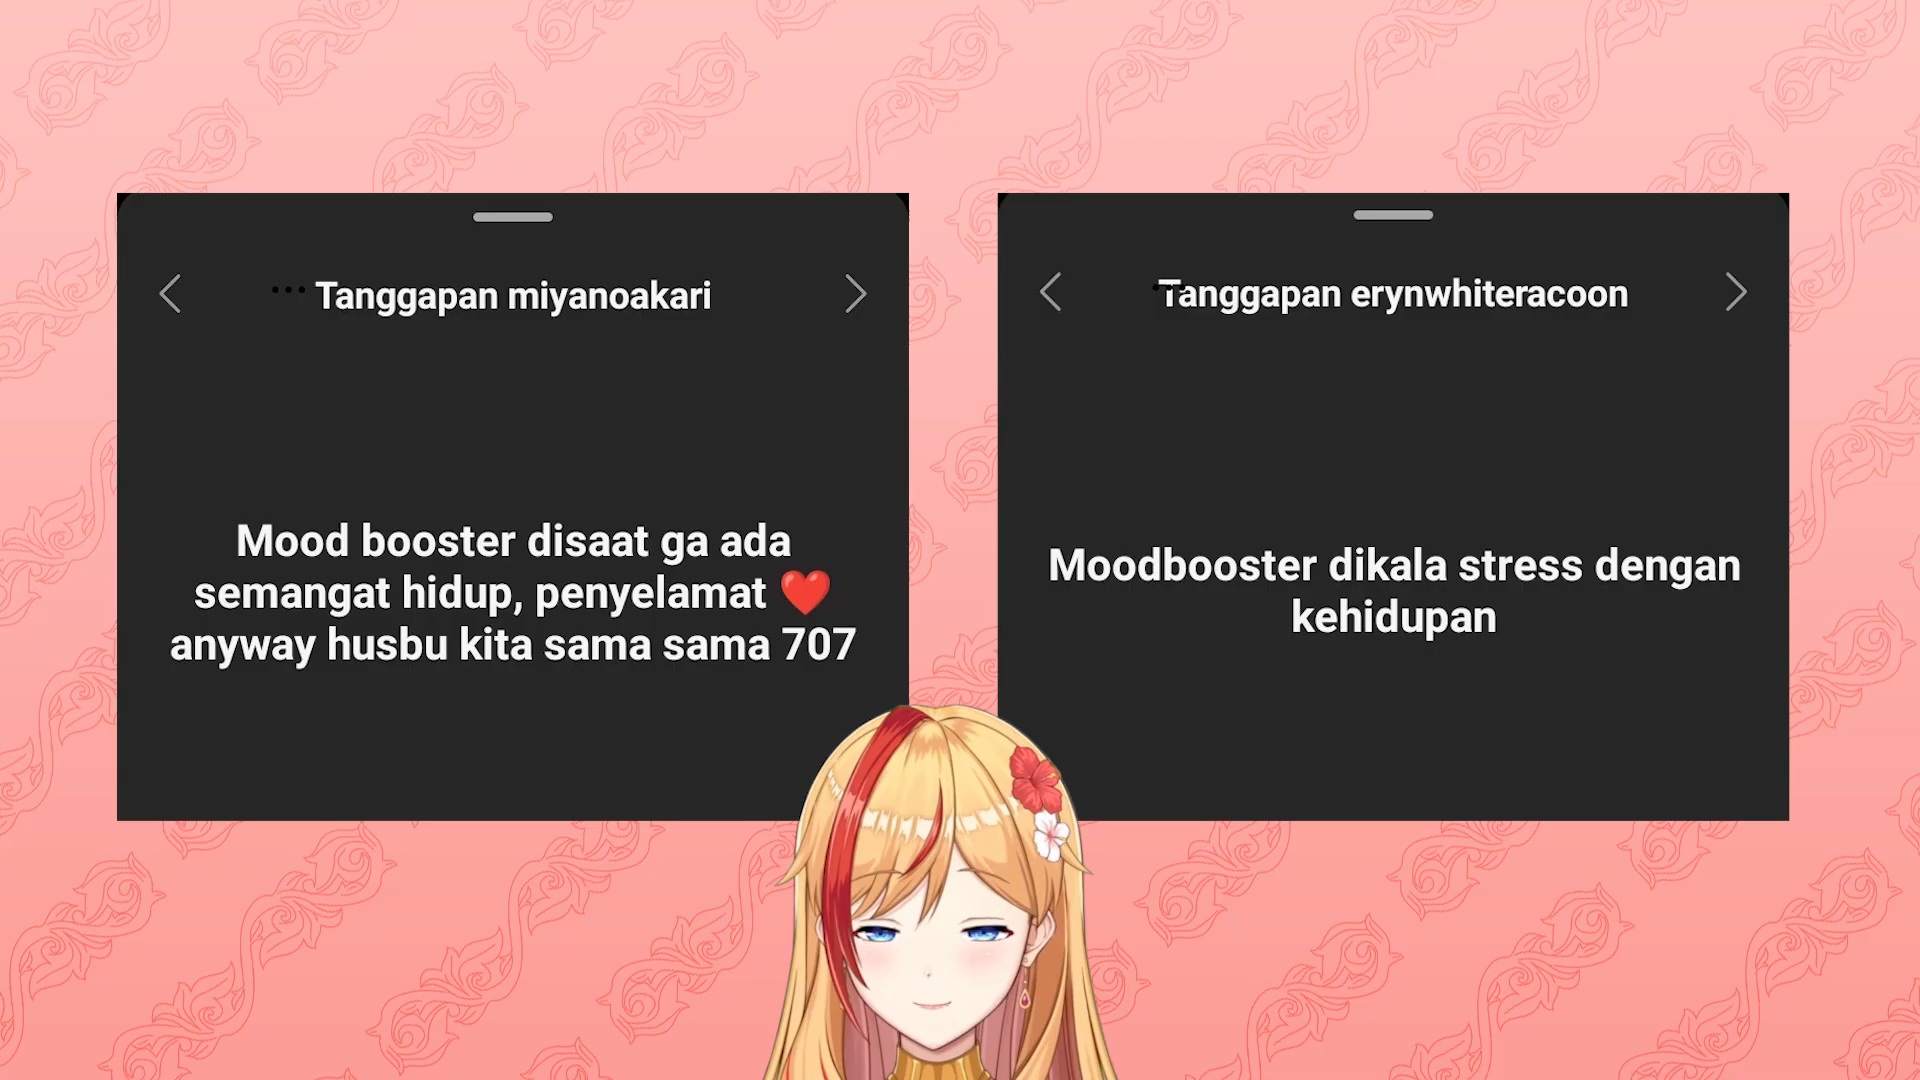 Tanggapan miyanoakari
Mood booster disaat ga ada
semangat hidup, penyelamat ❤️
anyway husbu kita sama sama 707
Tanggapan erynwhiteracoon
Moodbooster dikala stress dengan
kehidupan